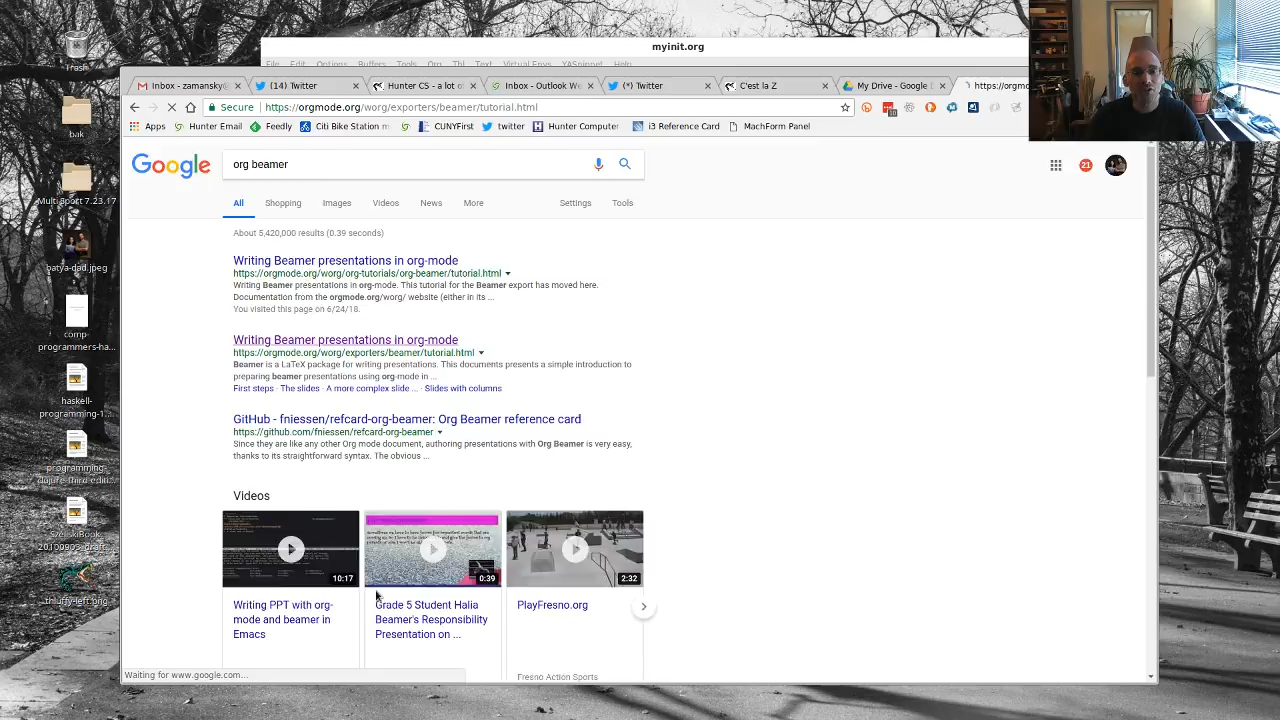 myinit.org
File Edit Options Buffers Tools Org Tbl Text Virtual Envs YASnippet Help
Inbox - zamansky@
(14) Twitter
Hunter CS - a lot
Inbox - Outlook We
(*) Twitter
C'est la Z
My Drive - Google
https://orgmo
Secure https://orgmode.org/worg/exporters/beamer/tutorial.html
10
Apps Hunter Email Feedly Citi Bike Station m CUNYFirst twitter Hunter Computer i3 Reference Card MachForm Panel
Google
org beamer
21
All Shopping Images Videos News More Settings Tools
About 5,420,000 results (0.39 seconds)
Writing Beamer presentations in org-mode
https://orgmode.org/worg/org-tutorials/org-beamer/tutorial.html
Writing Beamer presentations in org-mode. This tutorial for the Beamer export has moved here.
Documentation from the orgmode.org/worg/ website (either in its ...
You visited this page on 6/24/18.
Writing Beamer presentations in org-mode
https://orgmode.org/worg/exporters/beamer/tutorial.html
Beamer is a LaTeX package for writing presentations. This documents presents a simple introduction to
preparing beamer presentations using org-mode in ...
First steps · The slides · A more complex slide ... · Slides with columns
GitHub - fniessen/refcard-org-beamer: Org Beamer reference card
https://github.com/fniessen/refcard-org-beamer
Since they are like any other Org mode document, authoring presentations with Org Beamer is very easy,
thanks to its straightforward syntax. The obvious ...
Videos
10:17
0:39
2:32
Writing PPT with org-
mode and beamer in
Emacs
Grade 5 Student Halia
Beamer's Responsibility
Presentation on ...
PlayFresno.org
Fresno Action Sports
Waiting for www.google.com...
Trash
bak
Multi Sport 7.23.17
batya-dad.jpeg
comp-
programmers-ha...
haskell-
programming-1...
programming-
clojure-third-editi...
SzeliskiBook
20100903_draft...
thluffy-left.png